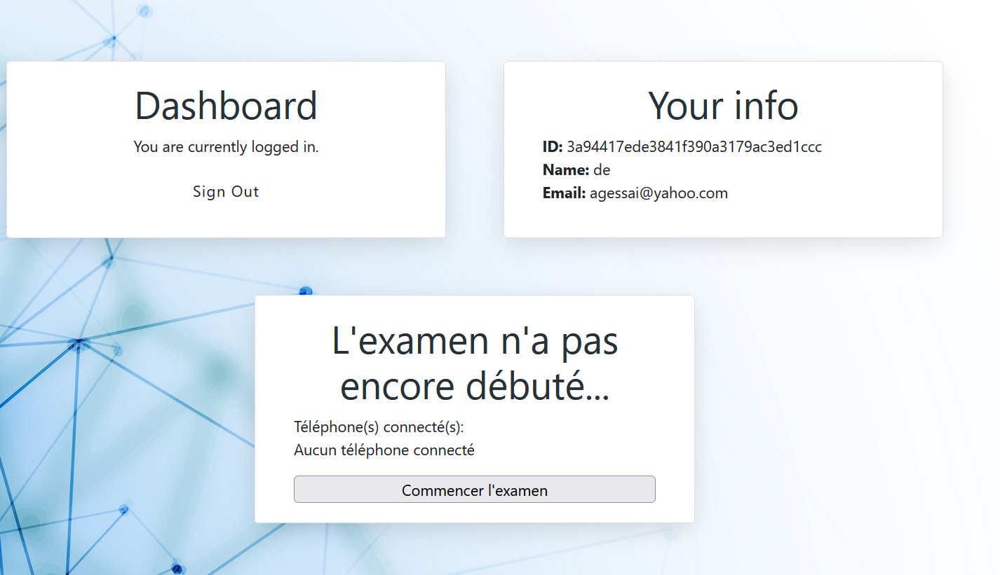 Dashboard
You are currently logged in.
Sign Out
Your info
ID: 3a94417ede3841f390a3179ac3ed1ccc
Name: de
Email: agessai@yahoo.com
L'examen n'a pas
encore débuté...
Téléphone(s) connecté(s):
Aucun téléphone connecté
Commencer l'examen